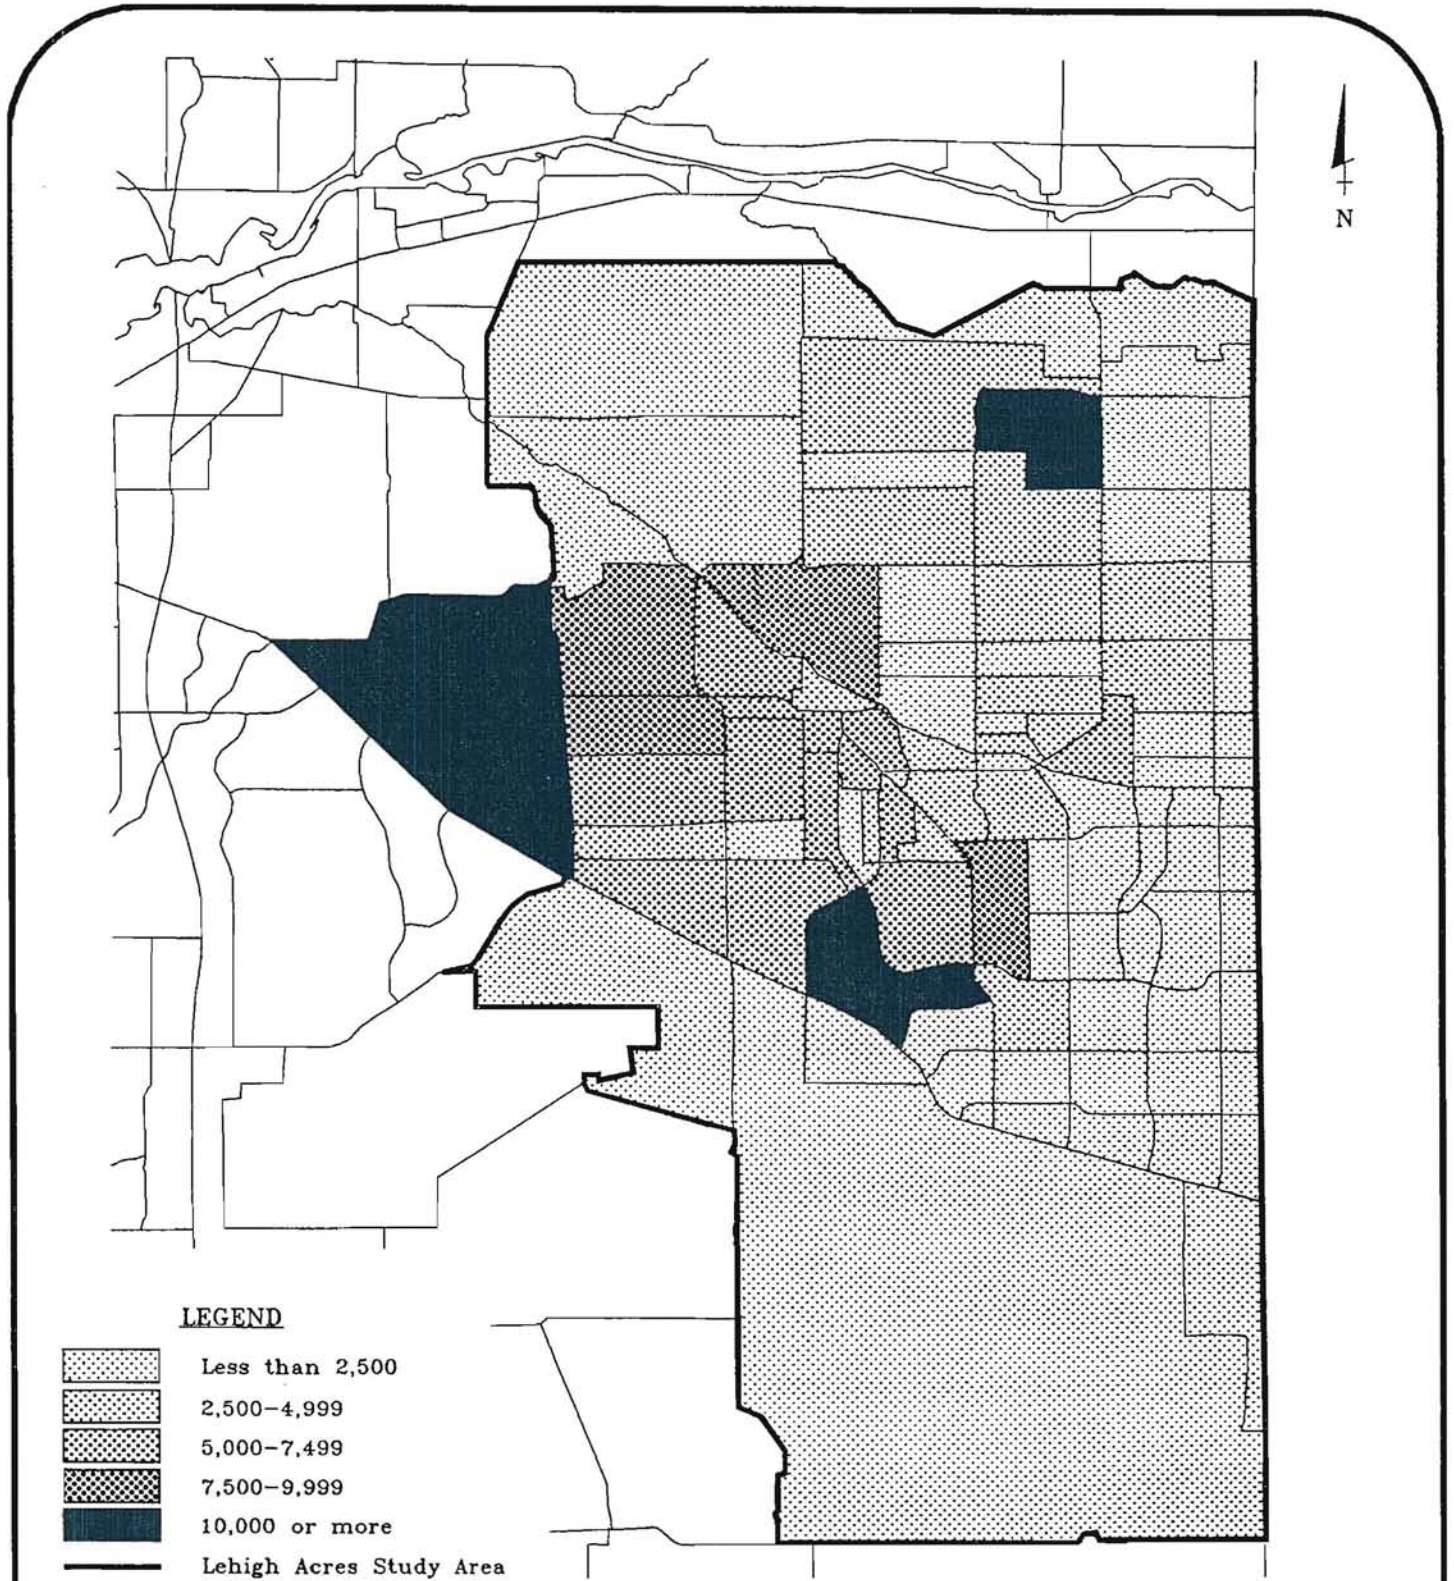 N
LEGEND
Less than 2,500
2,500-4,999
5,000-7,499
7,500-9,999
10,000 or more
Lehigh Acres Study Area